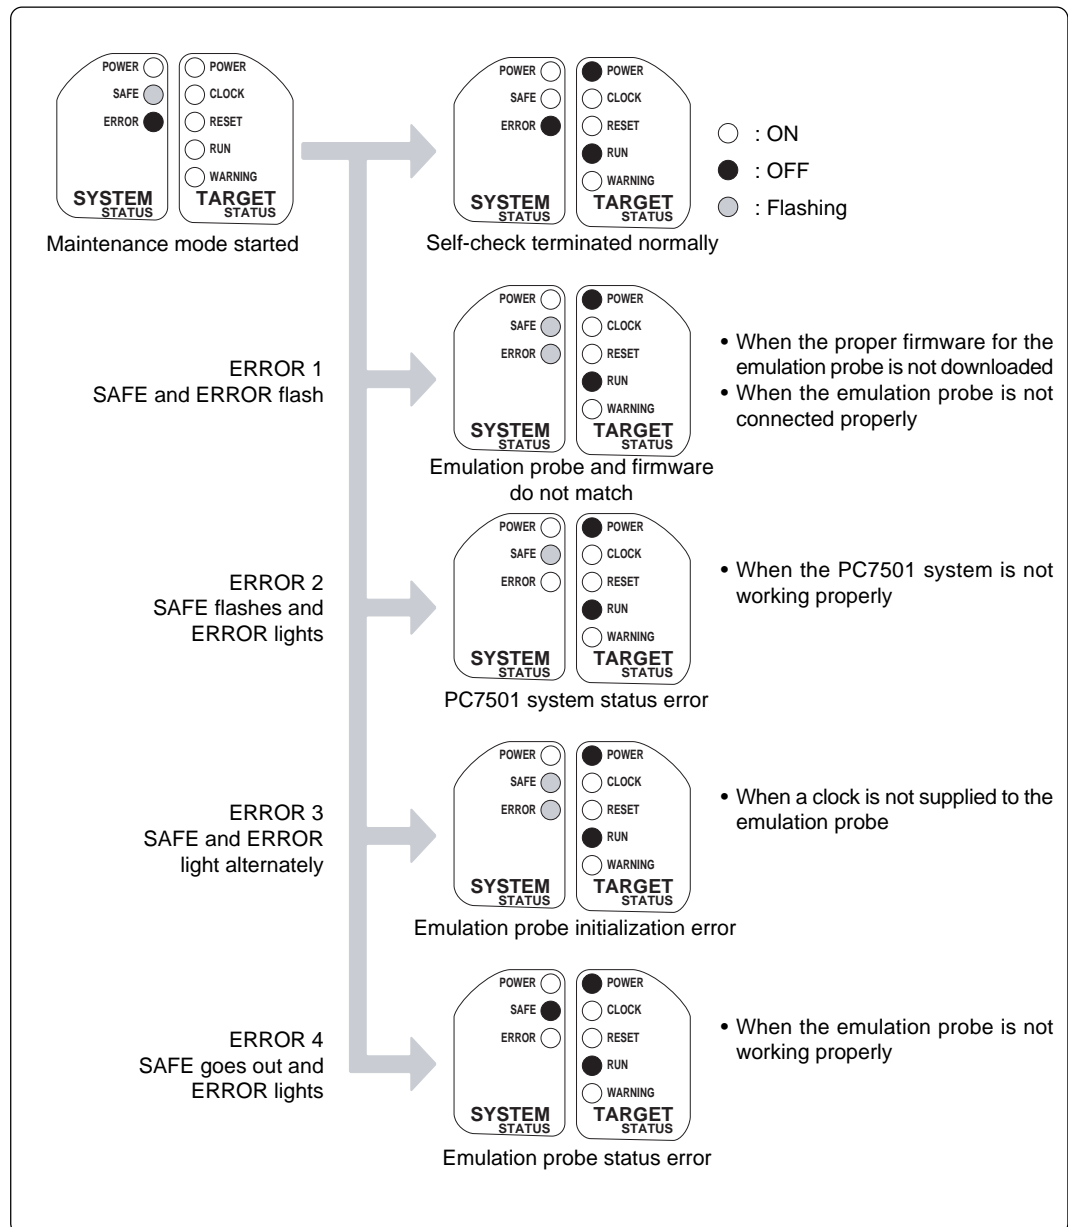 POWER
SAFE
ERROR
SYSTEM
STATUS
POWER
CLOCK
RESET
RUN
WARNING
TARGET
STATUS
Maintenance mode started
POWER
SAFE
ERROR
SYSTEM
STATUS
POWER
CLOCK
RESET
RUN
WARNING
TARGET
STATUS
Self-check terminated normally
: ON
: OFF
: Flashing
ERROR 1
SAFE and ERROR flash
POWER
SAFE
ERROR
SYSTEM
STATUS
POWER
CLOCK
RESET
RUN
WARNING
TARGET
STATUS
Emulation probe and firmware
do not match
• When the proper firmware for the
emulation probe is not downloaded
• When the emulation probe is not
connected properly
ERROR 2
SAFE flashes and
ERROR lights
POWER
SAFE
ERROR
SYSTEM
STATUS
POWER
CLOCK
RESET
RUN
WARNING
TARGET
STATUS
PC7501 system status error
• When the PC7501 system is not
working properly
ERROR 3
SAFE and ERROR
light alternately
POWER
SAFE
ERROR
SYSTEM
STATUS
POWER
CLOCK
RESET
RUN
WARNING
TARGET
STATUS
Emulation probe initialization error
• When a clock is not supplied to the
emulation probe
ERROR 4
SAFE goes out and
ERROR lights
POWER
SAFE
ERROR
SYSTEM
STATUS
POWER
CLOCK
RESET
RUN
WARNING
TARGET
STATUS
Emulation probe status error
• When the emulation probe is not
working properly